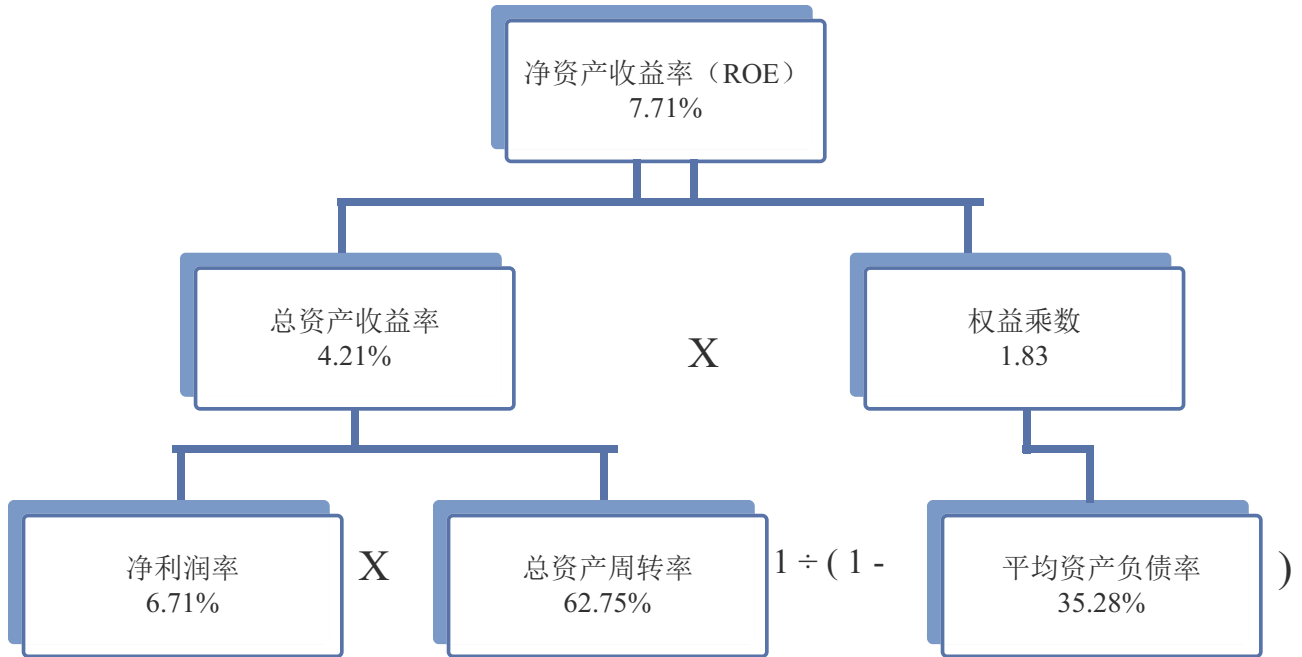 净资产收益率（ROE）
7.71%
总资产收益率
4.21%
X
权益乘数
1.83
净利润率
6.71%
X
总资产周转率
62.75%
1 ÷ ( 1 -
平均资产负债率
35.28%
)